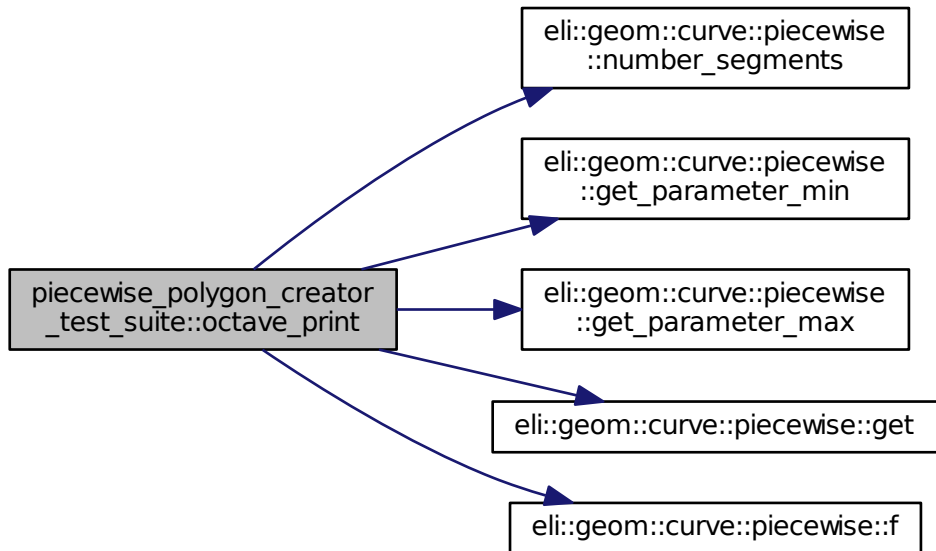 eli::geom::curve::piecewise
::number_segments
eli::geom::curve::piecewise
::get_parameter_min
piecewise_polygon_creator
_test_suite::octave_print
eli::geom::curve::piecewise
::get_parameter_max
eli::geom::curve::piecewise::get
eli::geom::curve::piecewise::f